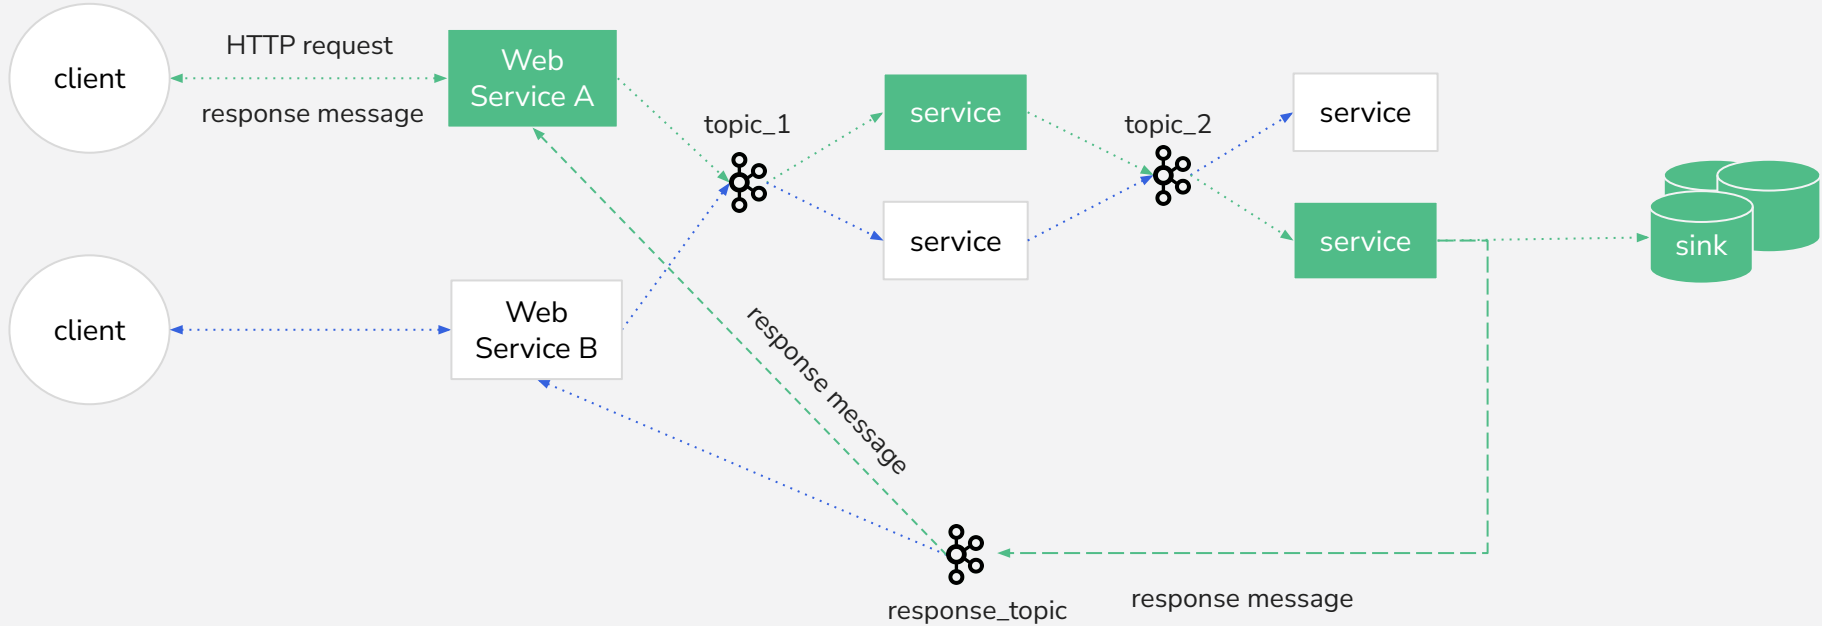 client
HTTP request
response message
Web
Service A
topic_1
service
topic_2
service
service
service
sink
client
Web
Service B
response message
response_topic
response message